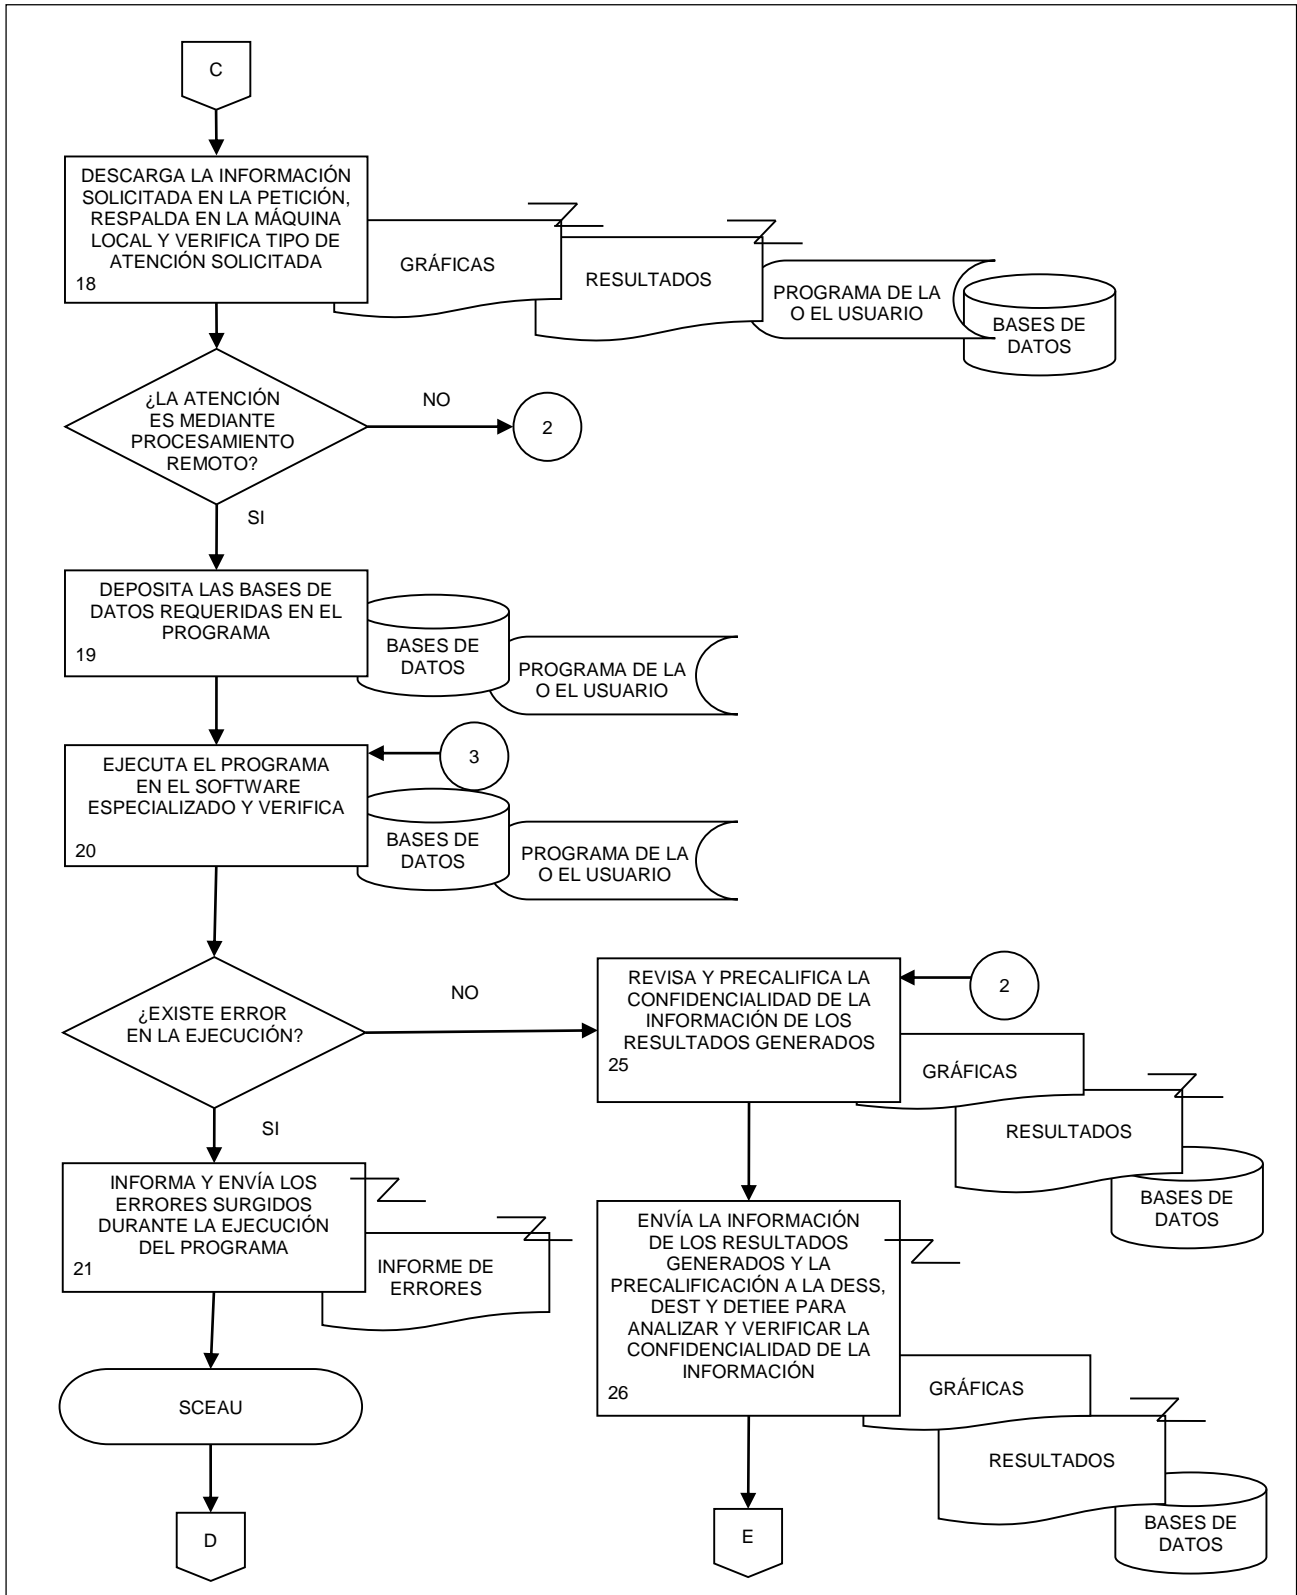 C
DESCARGA LA INFORMACIÓN
SOLICITADA EN LA PETICIÓN,
RESPALDA EN LA MÁQUINA
LOCAL Y VERIFICA TIPO DE
ATENCIÓN SOLICITADA
18
GRÁFICAS
RESULTADOS
PROGRAMA DE LA
O EL USUARIO
BASES DE
DATOS
¿LA ATENCIÓN
ES MEDIANTE
PROCESAMIENTO
REMOTO?
NO
2
SI
DEPOSITA LAS BASES DE
DATOS REQUERIDAS EN EL
PROGRAMA
19
BASES DE
DATOS
PROGRAMA DE LA
O EL USUARIO
3
EJECUTA EL PROGRAMA
EN EL SOFTWARE
ESPECIALIZADO Y VERIFICA
20
BASES DE
DATOS
PROGRAMA DE LA
O EL USUARIO
¿EXISTE ERROR
EN LA EJECUCIÓN?
NO
REVISA Y PRECALIFICA LA
CONFIDENCIALIDAD DE LA
INFORMACIÓN DE LOS
RESULTADOS GENERADOS
25
2
GRÁFICAS
RESULTADOS
BASES DE
DATOS
SI
INFORMA Y ENVÍA LOS
ERRORES SURGIDOS
DURANTE LA EJECUCIÓN
DEL PROGRAMA
21
INFORME DE
ERRORES
ENVÍA LA INFORMACIÓN
DE LOS RESULTADOS
GENERADOS Y LA
PRECALIFICACIÓN A LA DESS,
DEST Y DETIEE PARA
ANALIZAR Y VERIFICAR LA
CONFIDENCIALIDAD DE LA
INFORMACIÓN
26
GRÁFICAS
RESULTADOS
BASES DE
DATOS
SCEAU
D
E